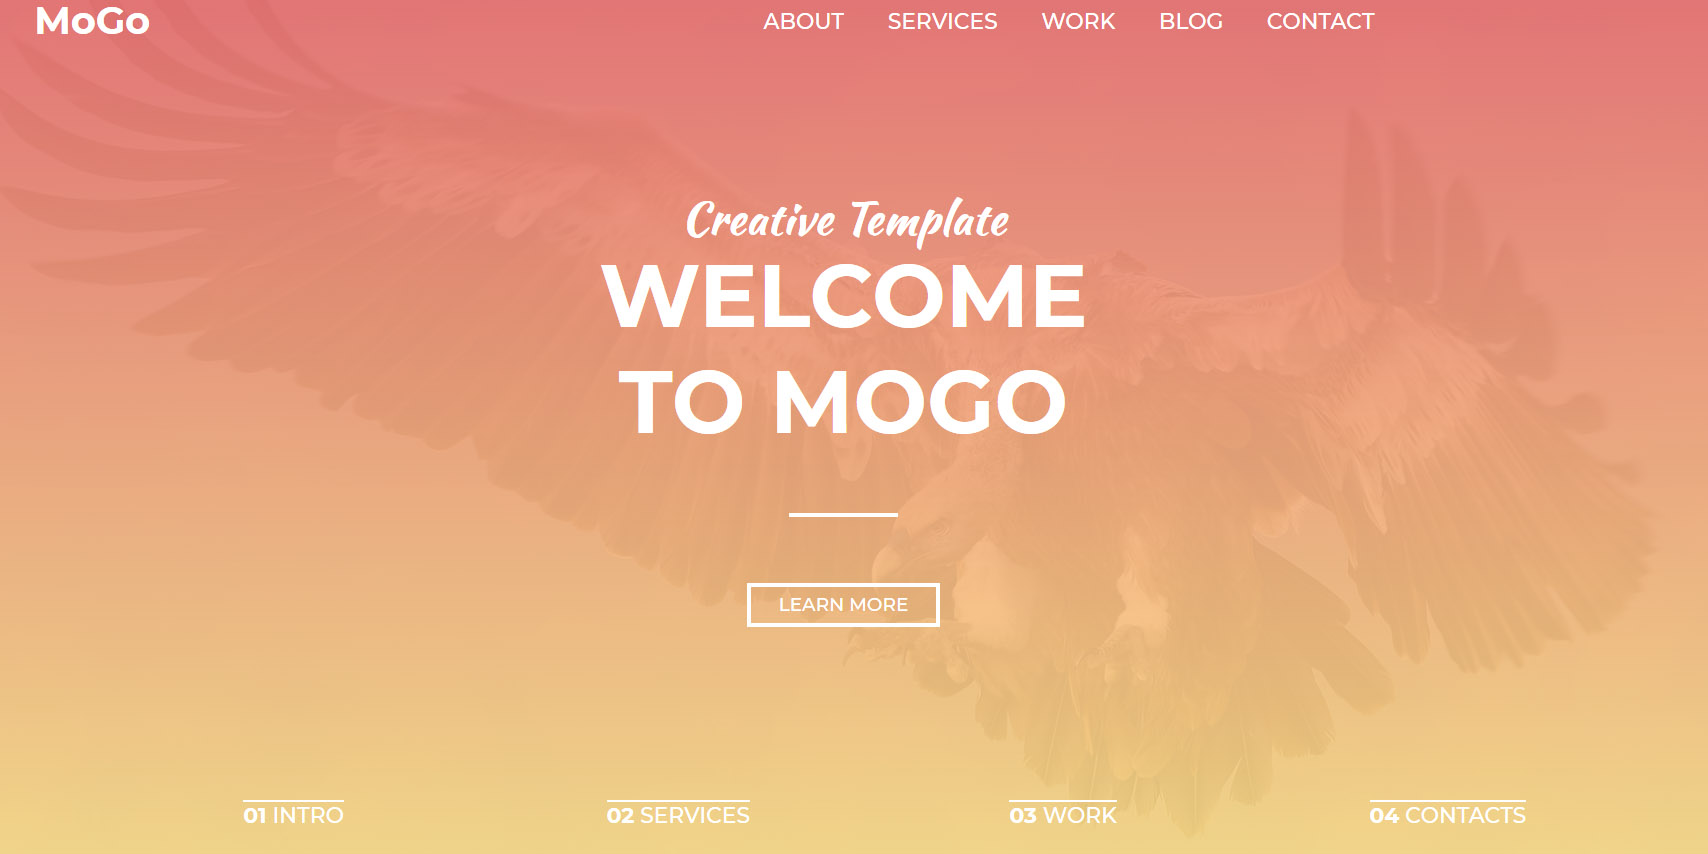 MoGo
ABOUT SERVICES WORK BLOG CONTACT
Creative Template
WELCOME
TO MOGO
LEARN MORE
01 INTRO
02 SERVICES
03 WORK
04 CONTACTS